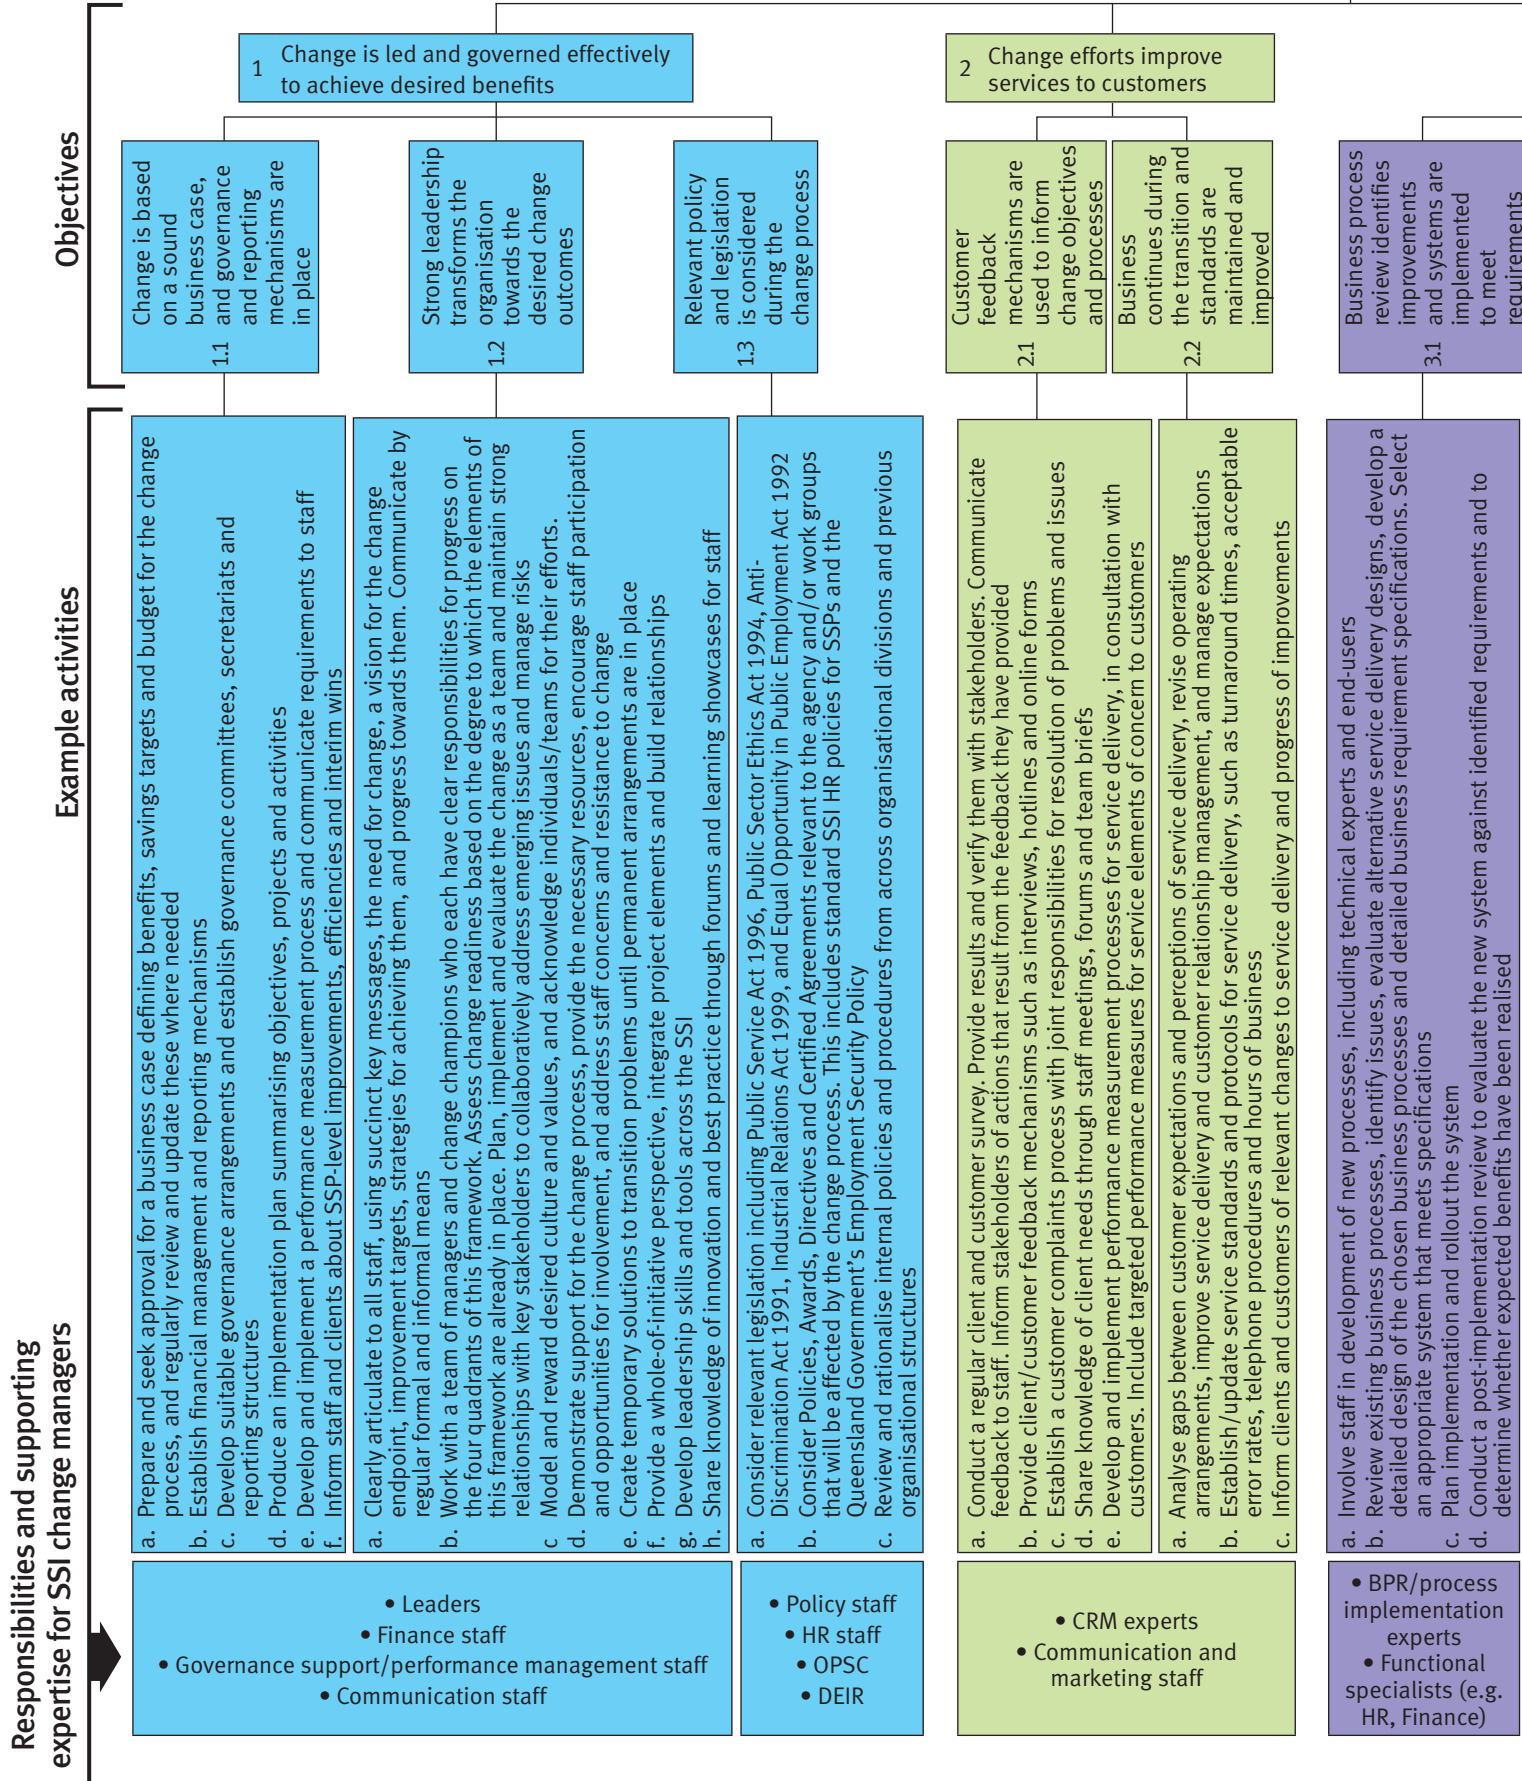 Objectives
1 Change is led and governed effectively
to achieve desired benefits
2 Change efforts improve
services to customers
1.1 Change is based
on a sound
business case,
and governance
and reporting
mechanisms are
in place
1.2 Strong leadership
transforms the
organisation
towards the
desired change
outcomes
1.3 Relevant policy
and legislation
is considered
during the
change process
2.1 Customer
feedback
mechanisms are
used to inform
change objectives
and processes
2.2 Business
continues during
the transition and
standards are
maintained and
improved
3.1 Business process
review identifies
improvements
and systems are
implemented
to meet
requirements
Example activities
a. Prepare and seek approval for a business case defining benefits, savings targets and budget for the change
process, and regularly review and update these where needed
b. Establish financial management and reporting mechanisms
c. Develop suitable governance arrangements and establish governance committees, secretariats and
reporting structures
d. Produce an implementation plan summarising objectives, projects and activities
e. Develop and implement a performance measurement process and communicate requirements to staff
f. Inform staff and clients about SSP-level improvements, efficiencies and interim wins
a. Clearly articulate to all staff, using succinct key messages, the need for change, a vision for the change
endpoint, improvement targets, strategies for achieving them, and progress towards them. Communicate by
regular formal and informal means
b. Work with a team of managers and change champions who each have clear responsibilities for progress on
the four quadrants of this framework. Assess change readiness based on the degree to which the elements of
this framework are already in place. Plan, implement and evaluate the change as a team and maintain strong
relationships with key stakeholders to collaboratively address emerging issues and manage risks
c Model and reward desired culture and values, and acknowledge individuals/teams for their efforts.
d. Demonstrate support for the change process, provide the necessary resources, encourage staff participation
and opportunities for involvement, and address staff concerns and resistance to change
e. Create temporary solutions to transition problems until permanent arrangements are in place
f. Provide a whole-of-initiative perspective, integrate project elements and build relationships
g. Develop leadership skills and tools across the SSI
h. Share knowledge of innovation and best practice through forums and learning showcases for staff
a. Consider relevant legislation including Public Service Act 1996, Public Sector Ethics Act 1994, Anti-
Discrimination Act 1991, Industrial Relations Act 1999, and Equal Opportunity in Public Employment Act 1992
b. Consider Policies, Awards, Directives and Certified Agreements relevant to the agency and/or work groups
that will be affected by the change process. This includes standard SSI HR policies for SSPs and the
Queensland Government's Employment Security Policy
c. Review and rationalise internal policies and procedures from across organisational divisions and previous
organisational structures
a. Conduct a regular client and customer survey. Provide results and verify them with stakeholders. Communicate
feedback to staff. Inform stakeholders of actions that result from the feedback they have provided
b. Provide client/customer feedback mechanisms such as interviews, hotlines and online forms
c. Establish a customer complaints process with joint responsibilities for resolution of problems and issues
d. Share knowledge of client needs through staff meetings, forums and team briefs
e. Develop and implement performance measurement processes for service delivery, in consultation with
customers. Include targeted performance measures for service elements of concern to customers
a. Analyse gaps between customer expectations and perceptions of service delivery, revise operating
arrangements, improve service delivery and customer relationship management, and manage expectations
b. Establish/update service standards and protocols for service delivery, such as turnaround times, acceptable
error rates, telephone procedures and hours of business
c. Inform clients and customers of relevant changes to service delivery and progress of improvements
a. Involve staff in development of new processes, including technical experts and end-users
b. Review existing business processes, identify issues, evaluate alternative service delivery designs, develop a
detailed design of the chosen business processes and detailed business requirement specifications. Select
an appropriate system that meets specifications
c. Plan implementation and rollout the system
d. Conduct a post-implementation review to evaluate the new system against identified requirements and to
determine whether expected benefits have been realised
Responsibilities and supporting
expertise for SSI change managers
• Leaders
• Finance staff
• Governance support/performance management staff
• Communication staff
• Policy staff
• HR staff
• OPSC
• DEIR
• CRM experts
• Communication and
marketing staff
• BPR/process
implementation
experts
• Functional
specialists (e.g.
HR, Finance)